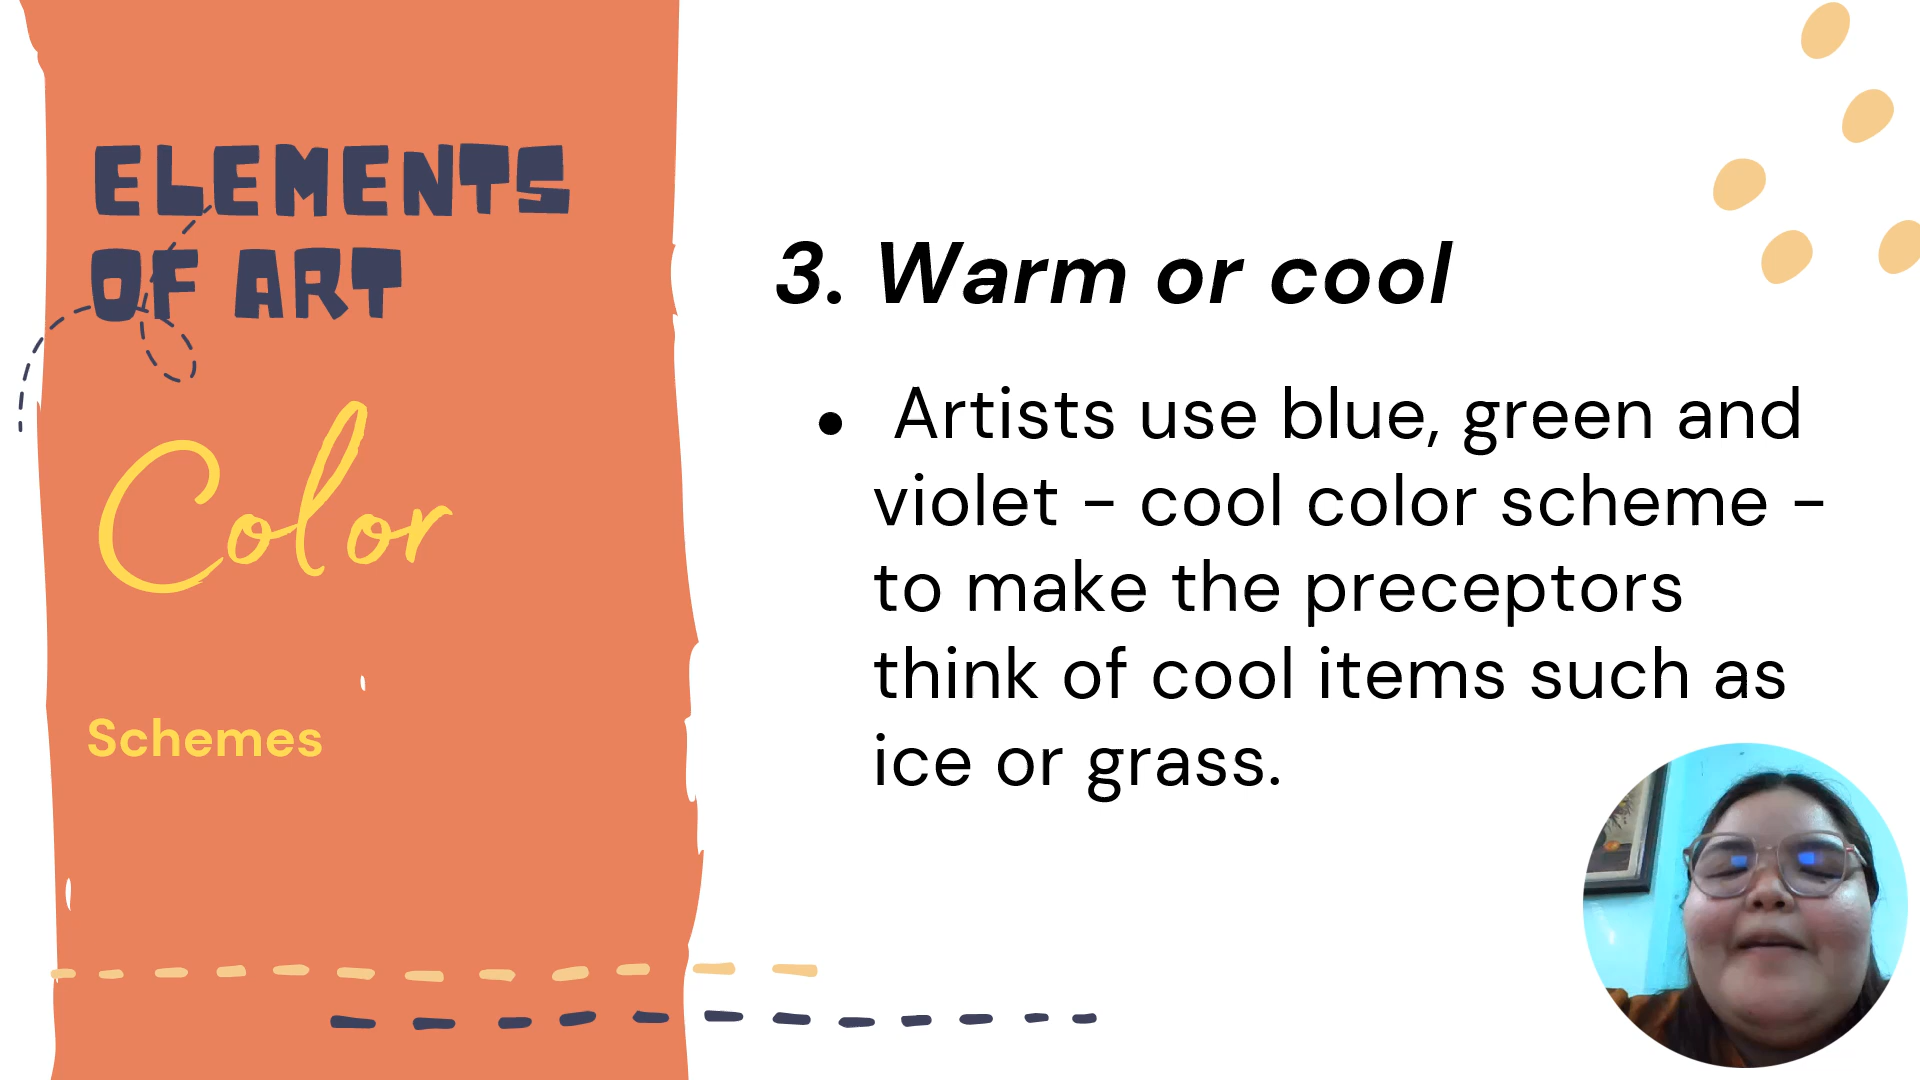 ELEMENTS
OF ART
Color
Schemes
3. Warm or cool
• Artists use blue, green and
violet - cool color scheme -
to make the preceptors
think of cool items such as
ice or grass.